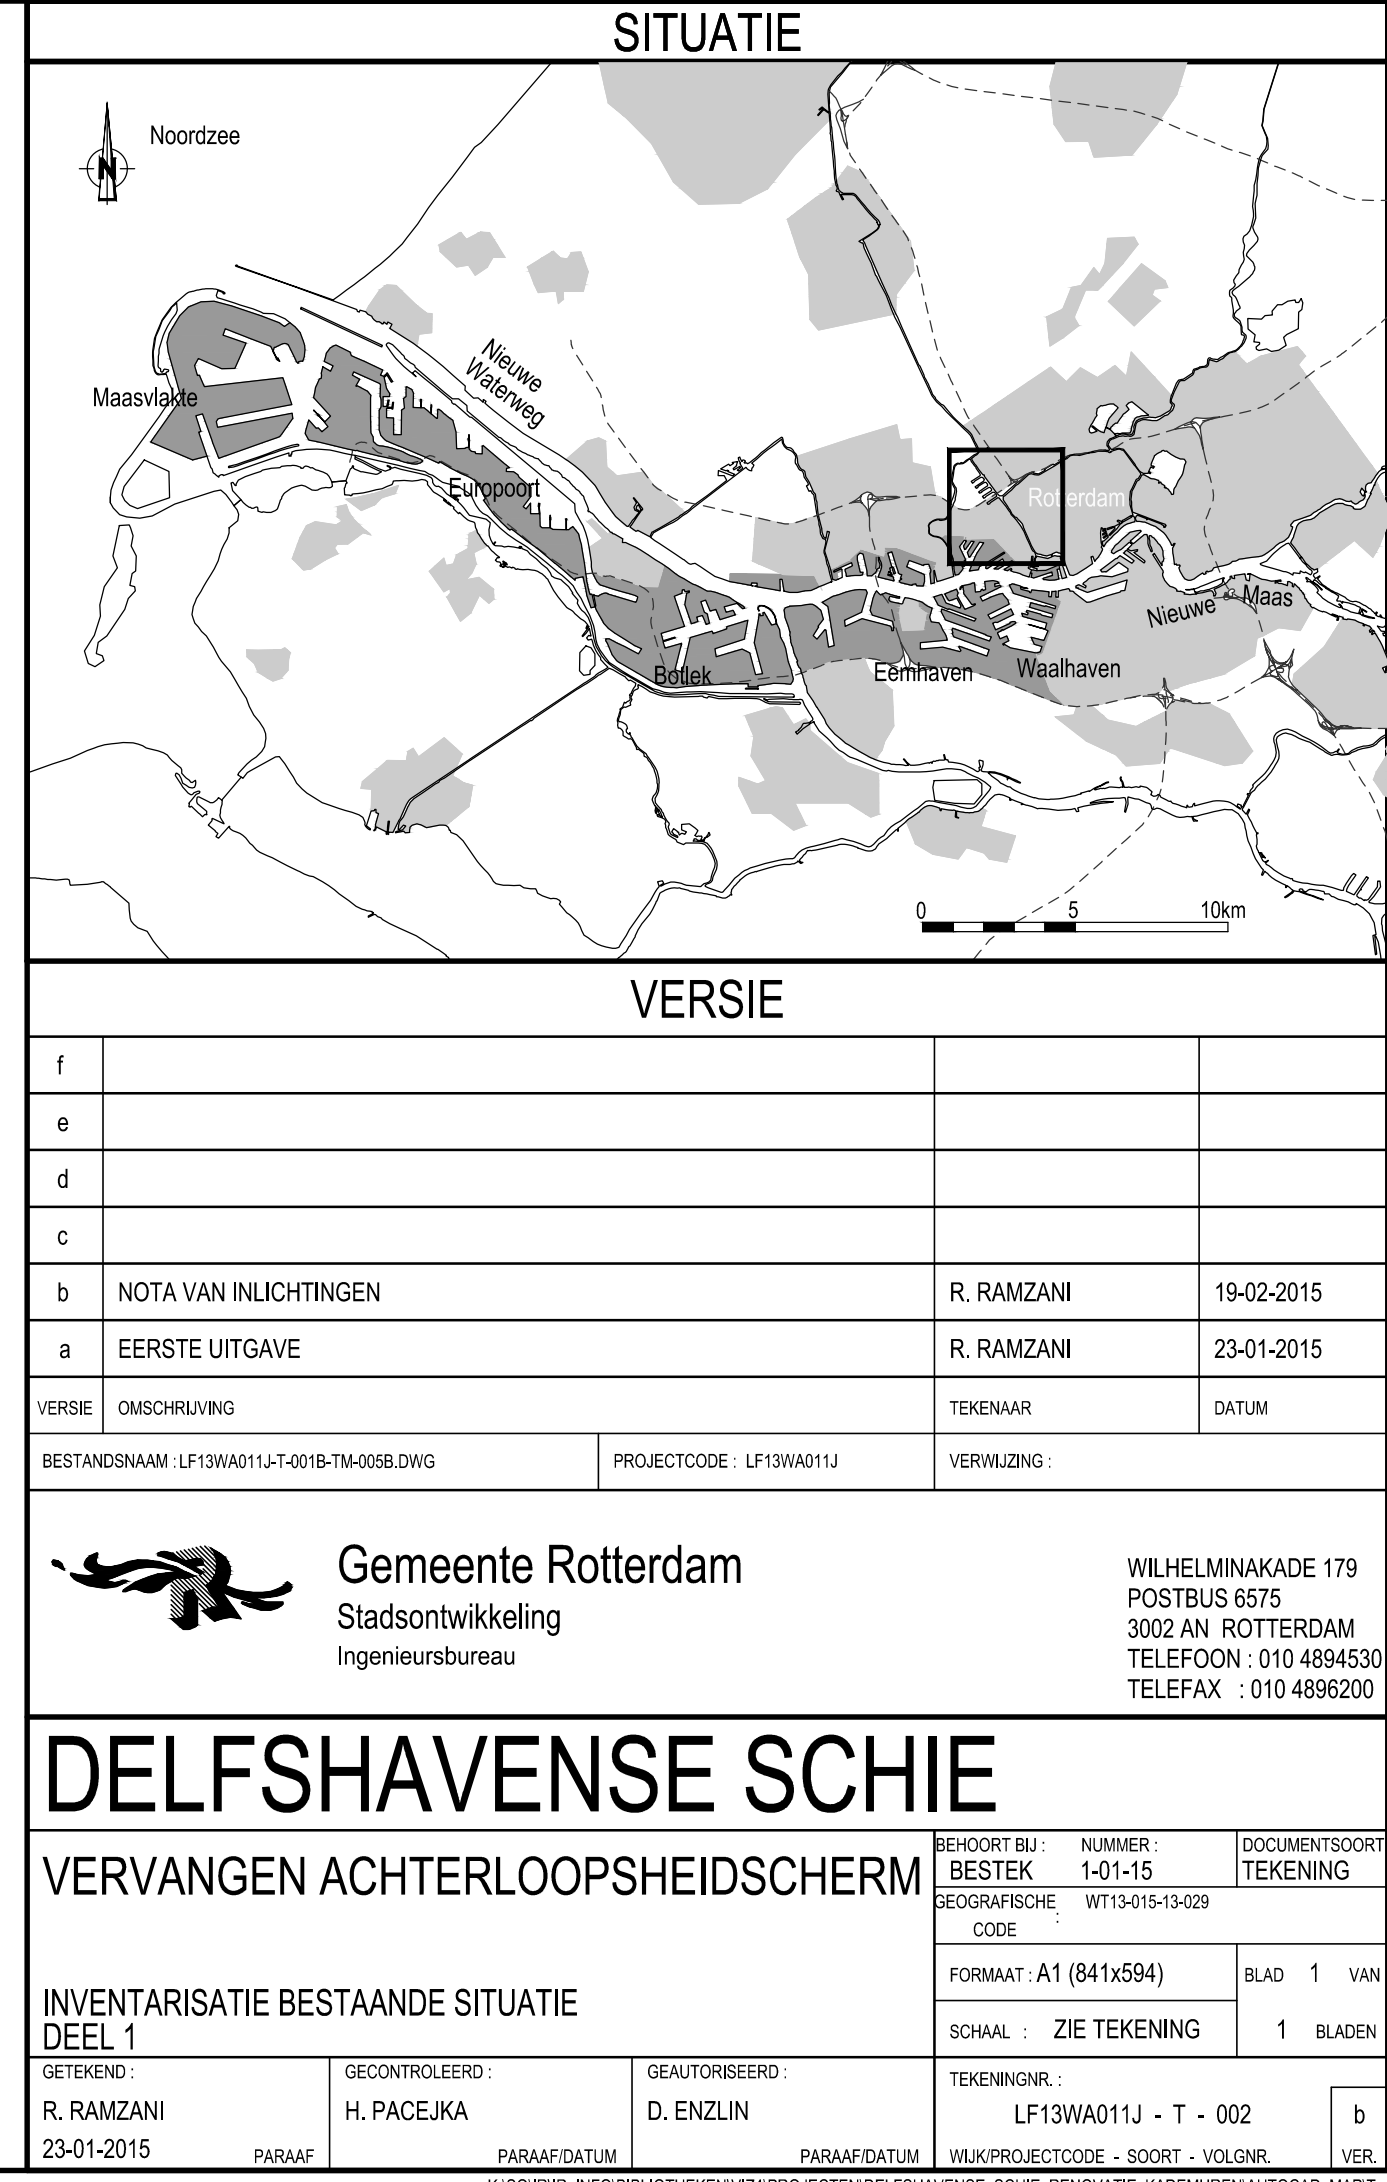 SITUATIE
N
Noordzee
Nieuwe
Waterweg
Maasvlakte
Europoort
Rotterdam
Nieuwe Maas
Botlek
Eemhaven
Waalhaven
0 5 10km
VERSIE
f
e
d
c
b NOTA VAN INLICHTINGEN R. RAMZANI 19-02-2015
a EERSTE UITGAVE R. RAMZANI 23-01-2015
VERSIE OMSCHRIJVING TEKENAAR DATUM
BESTANDSNAAM : LF13WA011J-T-001B-TM-005B.DWG PROJECTCODE : LF13WA011J VERWIJZING :
R
Gemeente Rotterdam
Stadsontwikkeling
Ingenieursbureau
WILHELMINAKADE 179
POSTBUS 6575
3002 AN ROTTERDAM
TELEFOON : 010 4894530
TELEFAX : 010 4896200
DELFSHAVENSE SCHIE
VERVANGEN ACHTERLOOPSHEIDSCHERM
INVENTARISATIE BESTAANDE SITUATIE
DEEL 1
BEHOORT BIJ : NUMMER : DOCUMENTSOORT
BESTEK 1-01-15 TEKENING
GEOGRAFISCHE CODE : WT13-015-13-029
FORMAAT : A1 (841x594) BLAD 1 VAN
SCHAAL : ZIE TEKENING 1 BLADEN
GETEKEND : GECONTROLEERD : GEAUTORISEERD :
R. RAMZANI H. PACEJKA D. ENZLIN
23-01-2015 PARAAF PARAAF/DATUM PARAAF/DATUM
TEKENINGNR. :
LF13WA011J - T - 002 b
WIJK/PROJECTCODE - SOORT - VOLGNR. VER.